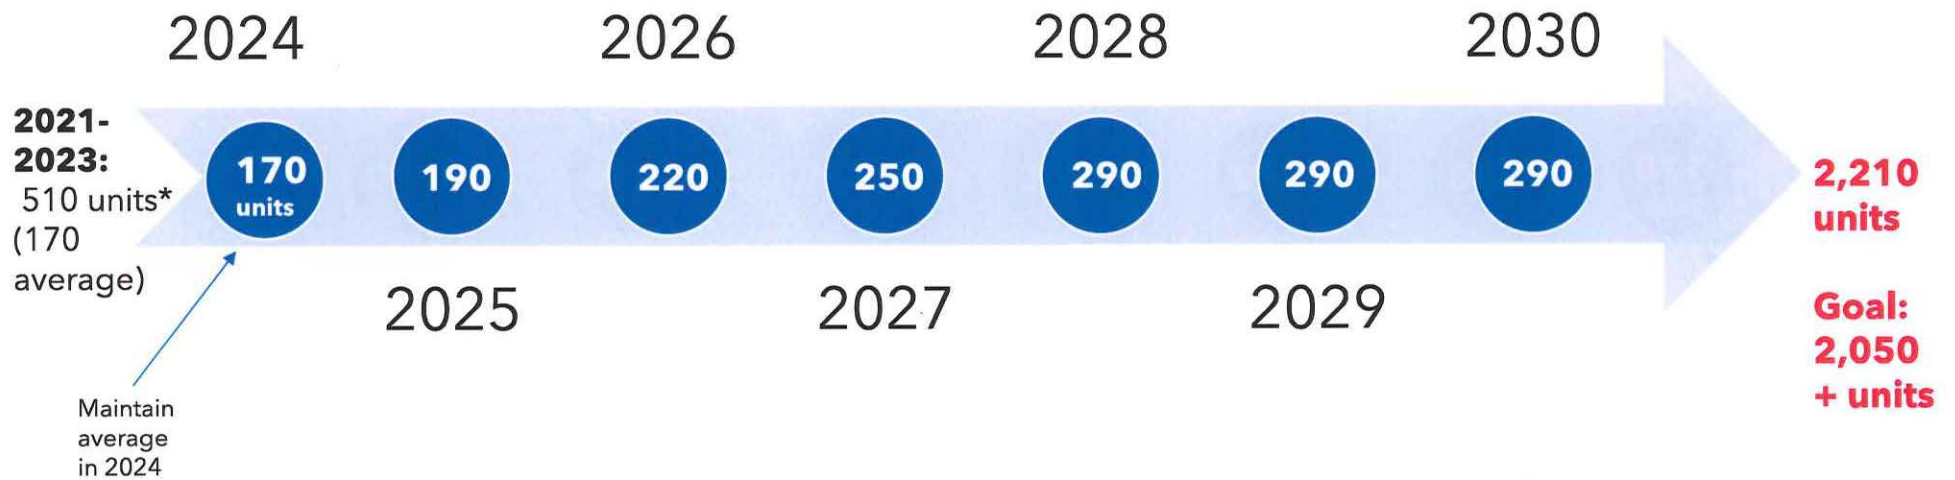 2024
2026
2028
2030
2021-
2023:
510 units*
(170
average)
170
units
190
220
250
290
290
290
2,210
units
2025
2027
2029
Goal:
2,050
+ units
Maintain
average
in 2024